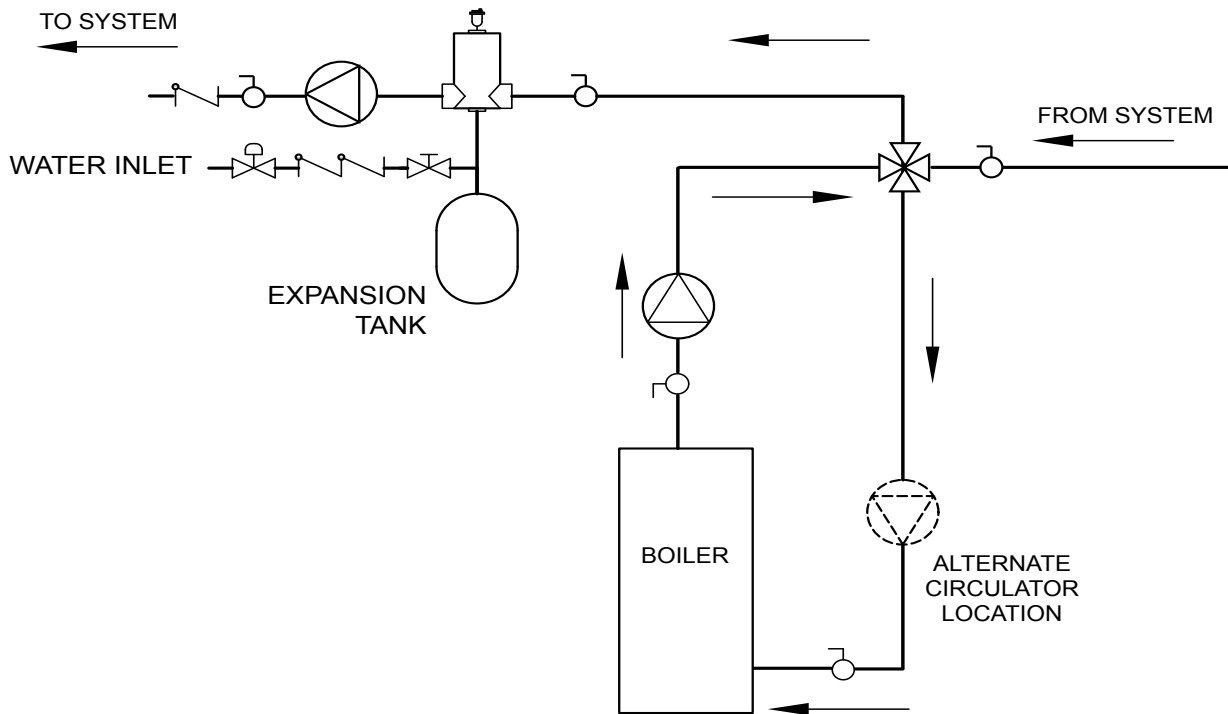 TO SYSTEM
FROM SYSTEM
WATER INLET
EXPANSION
TANK
BOILER
ALTERNATE
CIRCULATOR
LOCATION